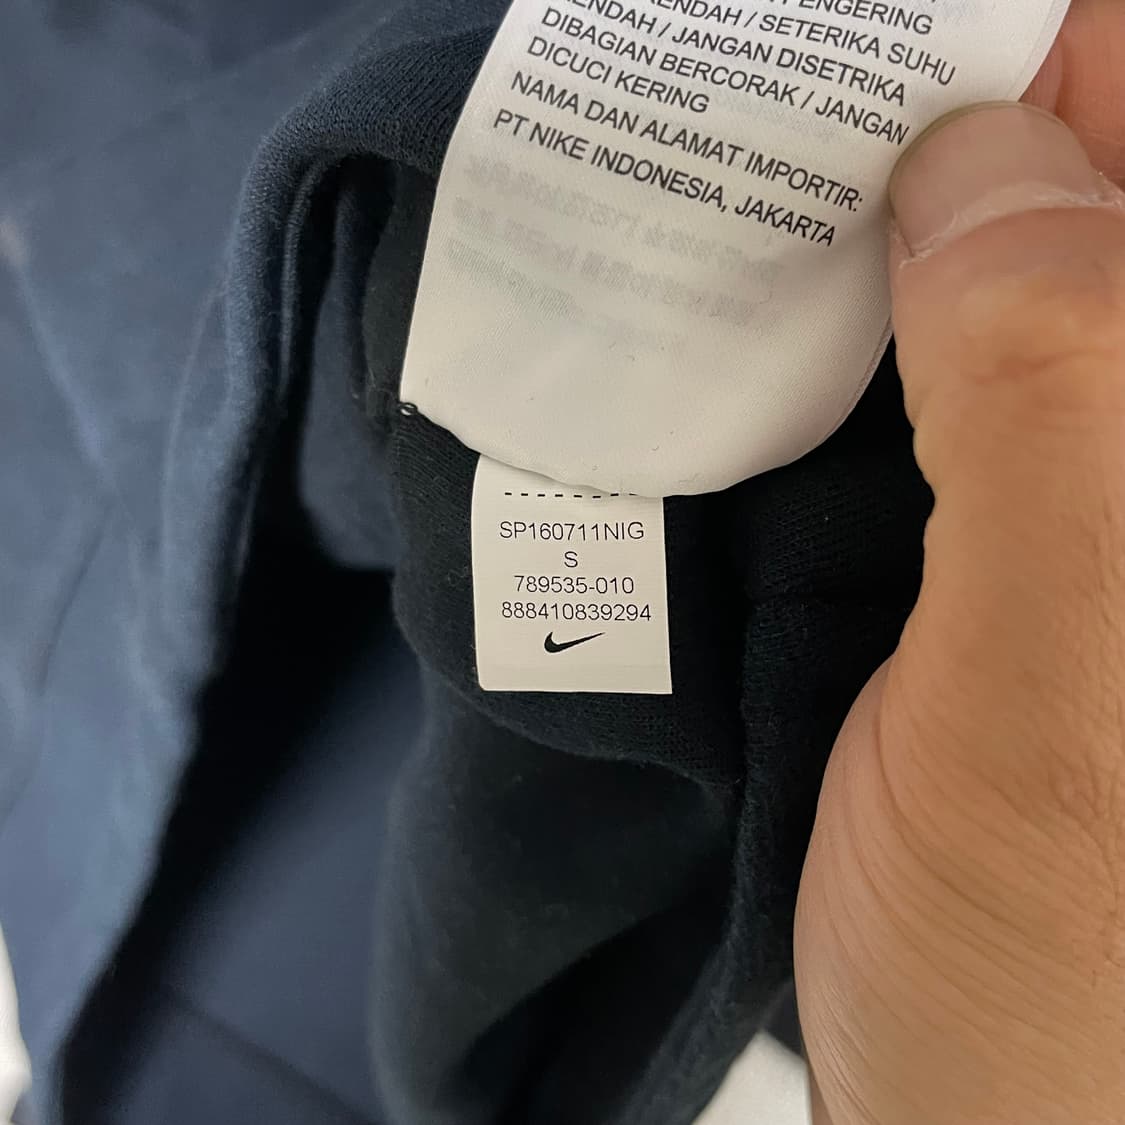 PENGERING
RENDAH / SETERIKA SUHU
RENDAH / JANGAN DISETRIKA
DIBAGIAN BERCORAK / JANGAN
DICUCI KERING
NAMA DAN ALAMAT IMPORTIR:
PT NIKE INDONESIA, JAKARTA
SP160711NIG
S
789535-010
888410839294